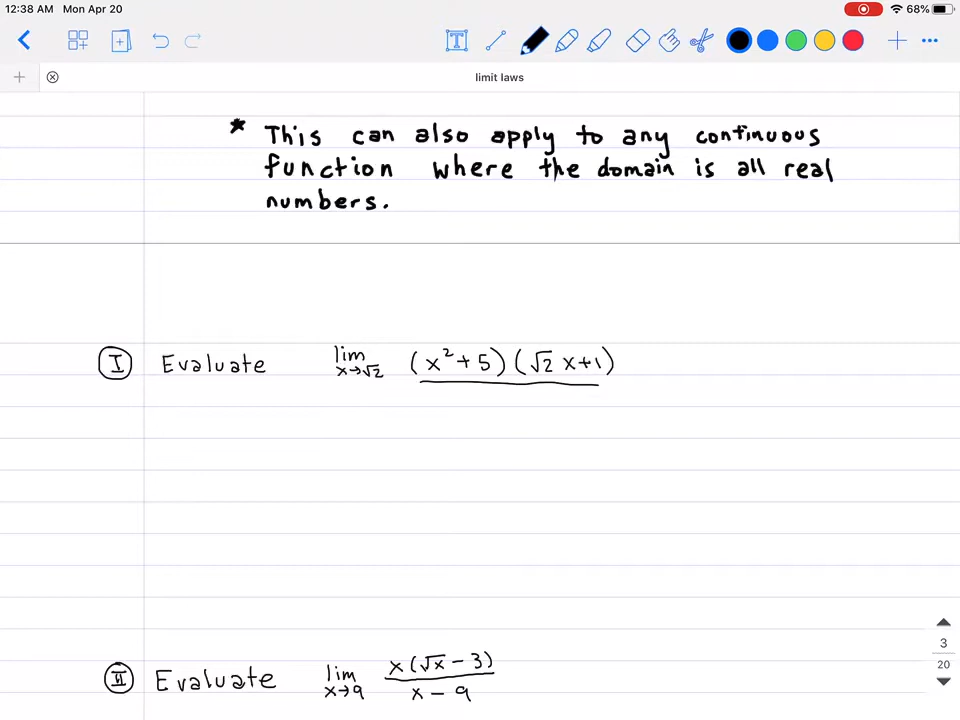 12:38 AM Mon Apr 20
68%
limit laws
* This can also apply to any continuous
function where the domain is all real
numbers.
I Evaluate lim x→√2 (x² + 5)(√2 x+1)
3
20
II Evaluate lim x→9 x(√x − 3) / x − 9